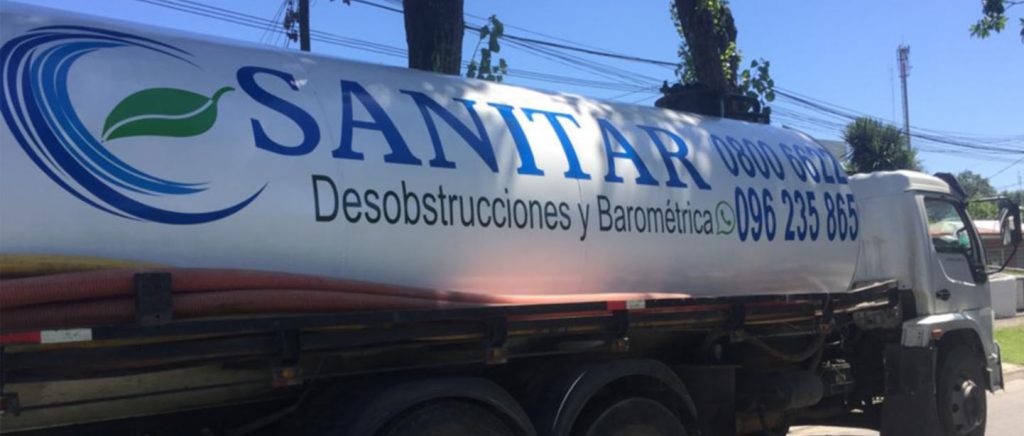 SANITAR
0800 6622
Desobstrucciones y Barométrica
096 235 865